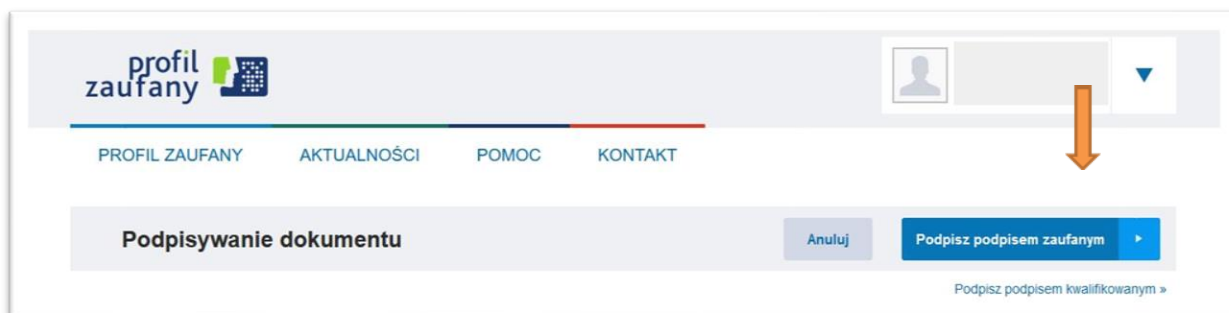 profil
zaufany
PROFIL ZAUFANY AKTUALNOŚCI POMOC KONTAKT
Podpisywanie dokumentu Anuluj Podpisz podpisem zaufanym
Podpisz podpisem kwalifikowanym »